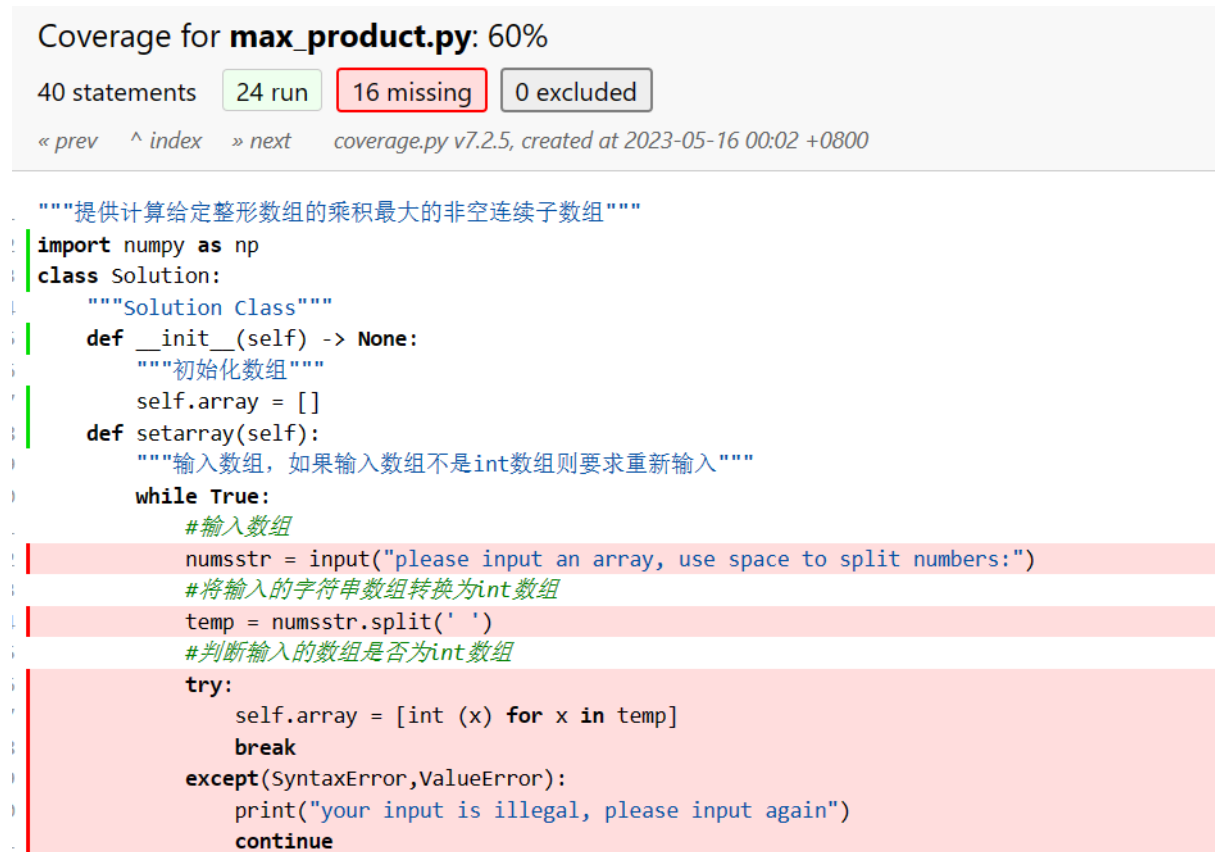 Coverage for max_product.py: 60%
40 statements 24 run 16 missing 0 excluded
« prev ^ index » next coverage.py v7.2.5, created at 2023-05-16 00:02 +0800
"""提供计算给定整形数组的乘积最大的非空连续子数组"""
import numpy as np
class Solution:
    """Solution Class"""
    def __init__(self) -> None:
        """初始化数组"""
        self.array = []
    def setarray(self):
        """输入数组，如果输入数组不是int数组则要求重新输入"""
        while True:
            #输入数组
            numsstr = input("please input an array, use space to split numbers:")
            #将输入的字符串数组转换为int数组
            temp = numsstr.split(' ')
            #判断输入的数组是否为int数组
            try:
                self.array = [int (x) for x in temp]
                break
            except(SyntaxError,ValueError):
                print("your input is illegal, please input again")
                continue